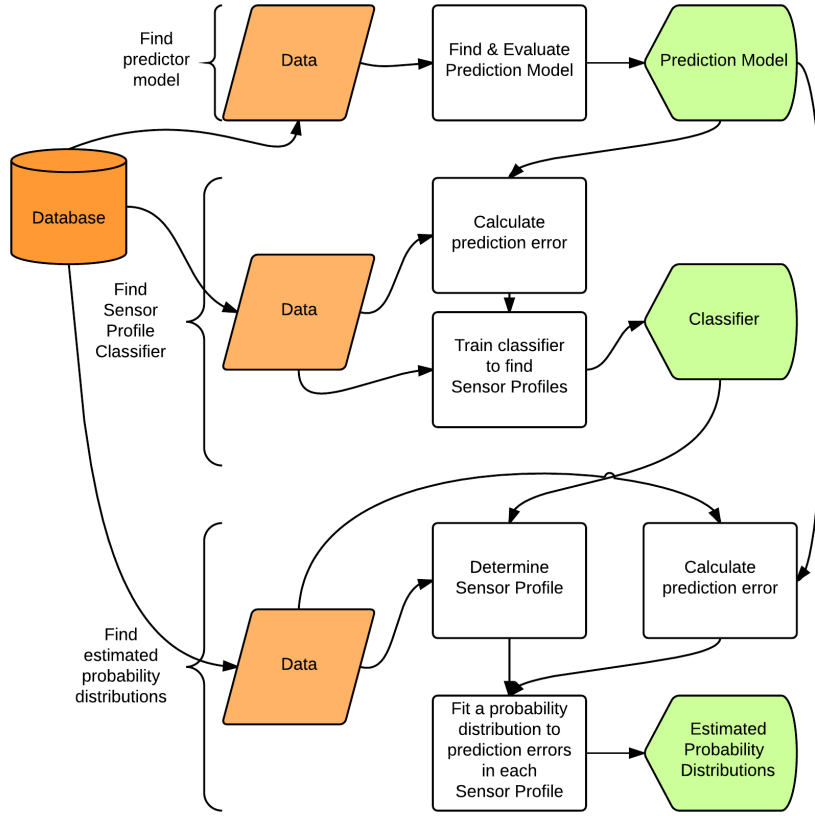 Find
predictor
model
Data
Find & Evaluate
Prediction Model
Prediction Model
Database
Find
Sensor
Profile
Classifier
Data
Calculate
prediction error
Train classifier
to find
Sensor Profiles
Classifier
Find
estimated
probability
distributions
Data
Determine
Sensor Profile
Calculate
prediction error
Fit a probability
distribution to
prediction errors
in each
Sensor Profile
Estimated
Probability
Distributions